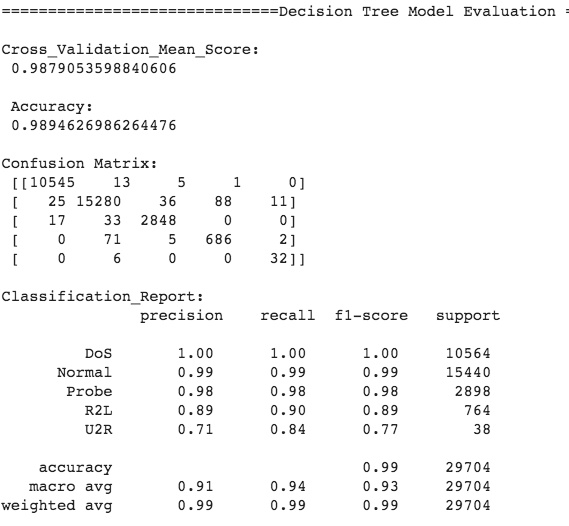 ============================Decision Tree Model Evaluation =
Cross_Validation_Mean_Score:
0.9879053598840606
Accuracy:
0.9894626986264476
Confusion Matrix:
[[10545 13 5 1 0]
[ 25 15280 36 88 11]
[ 17 33 2848 0 0]
[ 0 71 5 686 2]
[ 0 6 0 0 32]]
Classification_Report:
precision recall f1-score support
DoS 1.00 1.00 1.00 10564
Normal 0.99 0.99 0.99 15440
Probe 0.98 0.98 0.98 2898
R2L 0.89 0.90 0.89 764
U2R 0.71 0.84 0.77 38
accuracy 0.99 29704
macro avg 0.91 0.94 0.93 29704
weighted avg 0.99 0.99 0.99 29704